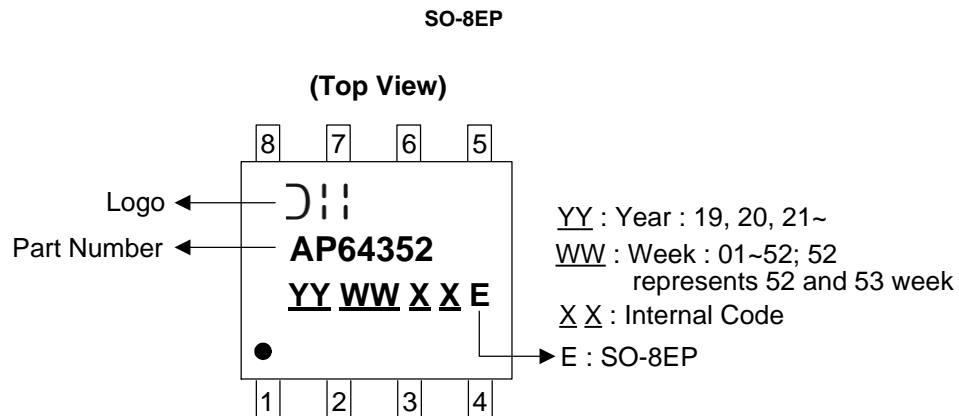 SO-8EP
(Top View)
8 7 6 5
Logo
Part Number
AP64352
YY WW X X E
YY : Year : 19, 20, 21~
WW : Week : 01~52; 52
represents 52 and 53 week
X X : Internal Code
E : SO-8EP
1 2 3 4